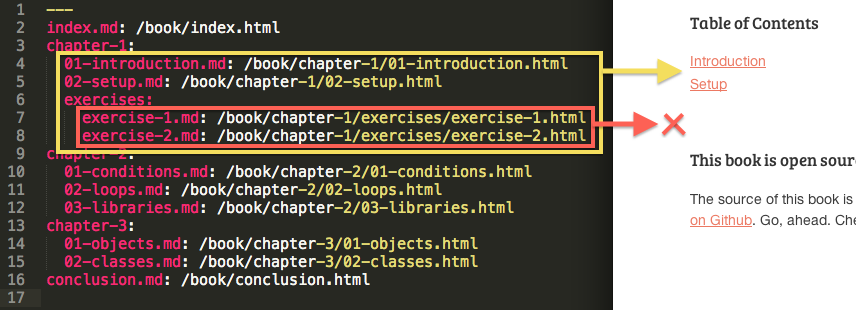 1 ---
2 index.md: /book/index.html
3 chapter-1:
4 01-introduction.md: /book/chapter-1/01-introduction.html
5 02-setup.md: /book/chapter-1/02-setup.html
6 exercises:
7 exercise-1.md: /book/chapter-1/exercises/exercise-1.html
8 exercise-2.md: /book/chapter-1/exercises/exercise-2.html
9 chapter-2:
10 01-conditions.md: /book/chapter-2/01-conditions.html
11 02-loops.md: /book/chapter-2/02-loops.html
12 03-libraries.md: /book/chapter-2/03-libraries.html
13 chapter-3:
14 01-objects.md: /book/chapter-3/01-objects.html
15 02-classes.md: /book/chapter-3/02-classes.html
16 conclusion.md: /book/conclusion.html
17
Table of Contents
Introduction
Setup
This book is open sour
The source of this book is
on Github. Go, ahead. Che